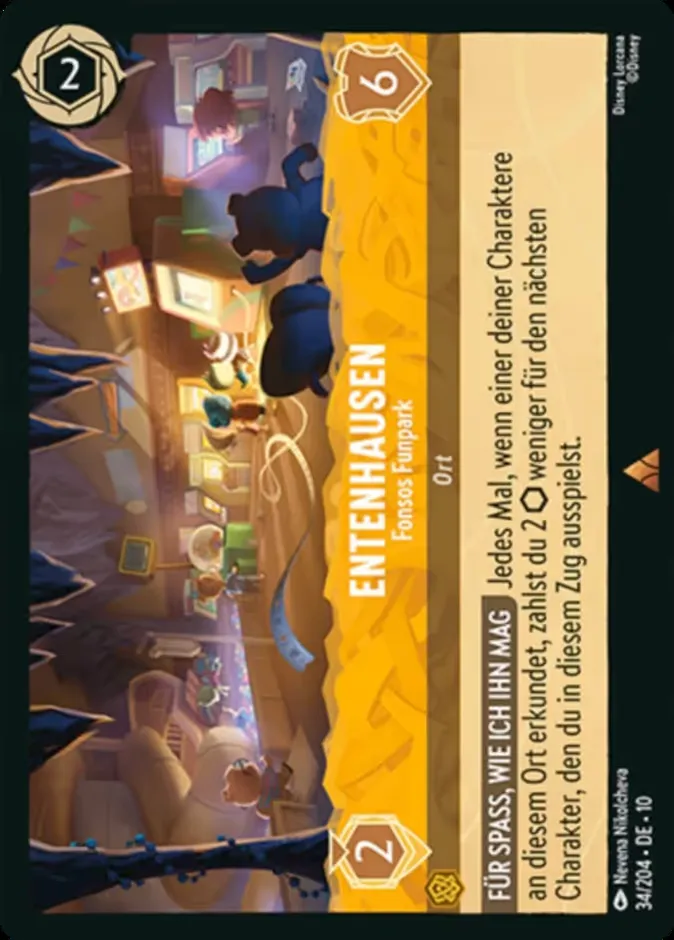 2
ENTENHAUSEN
Fonsos Funpark
2
6
Ort
FÜR SPASS, WIE ICH IHN MAG Jedes Mal, wenn einer deiner Charaktere
an diesem Ort erkundet, zahlst du 2 ⬡ weniger für den nächsten
Charakter, den du in diesem Zug ausspielst.
Nevena Nikolcheva
34/204 • DE • 10
Disney Lorcana
©Disney